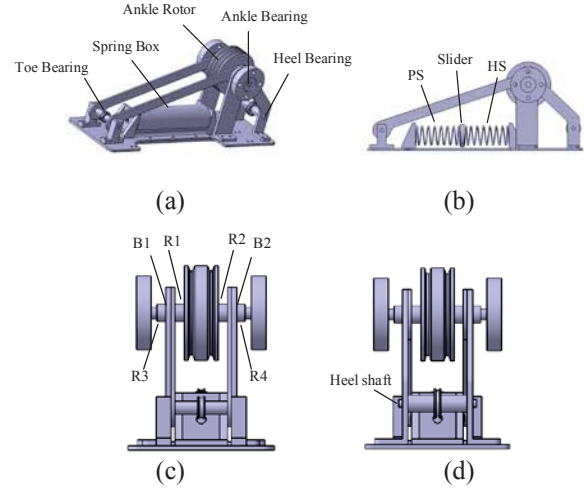 Ankle Rotor
Ankle Bearing
Spring Box
Heel Bearing
Toe Bearing
Slider
HS
PS
(a)
(b)
B1
R1
R2
B2
R3
R4
Heel shaft
(c)
(d)